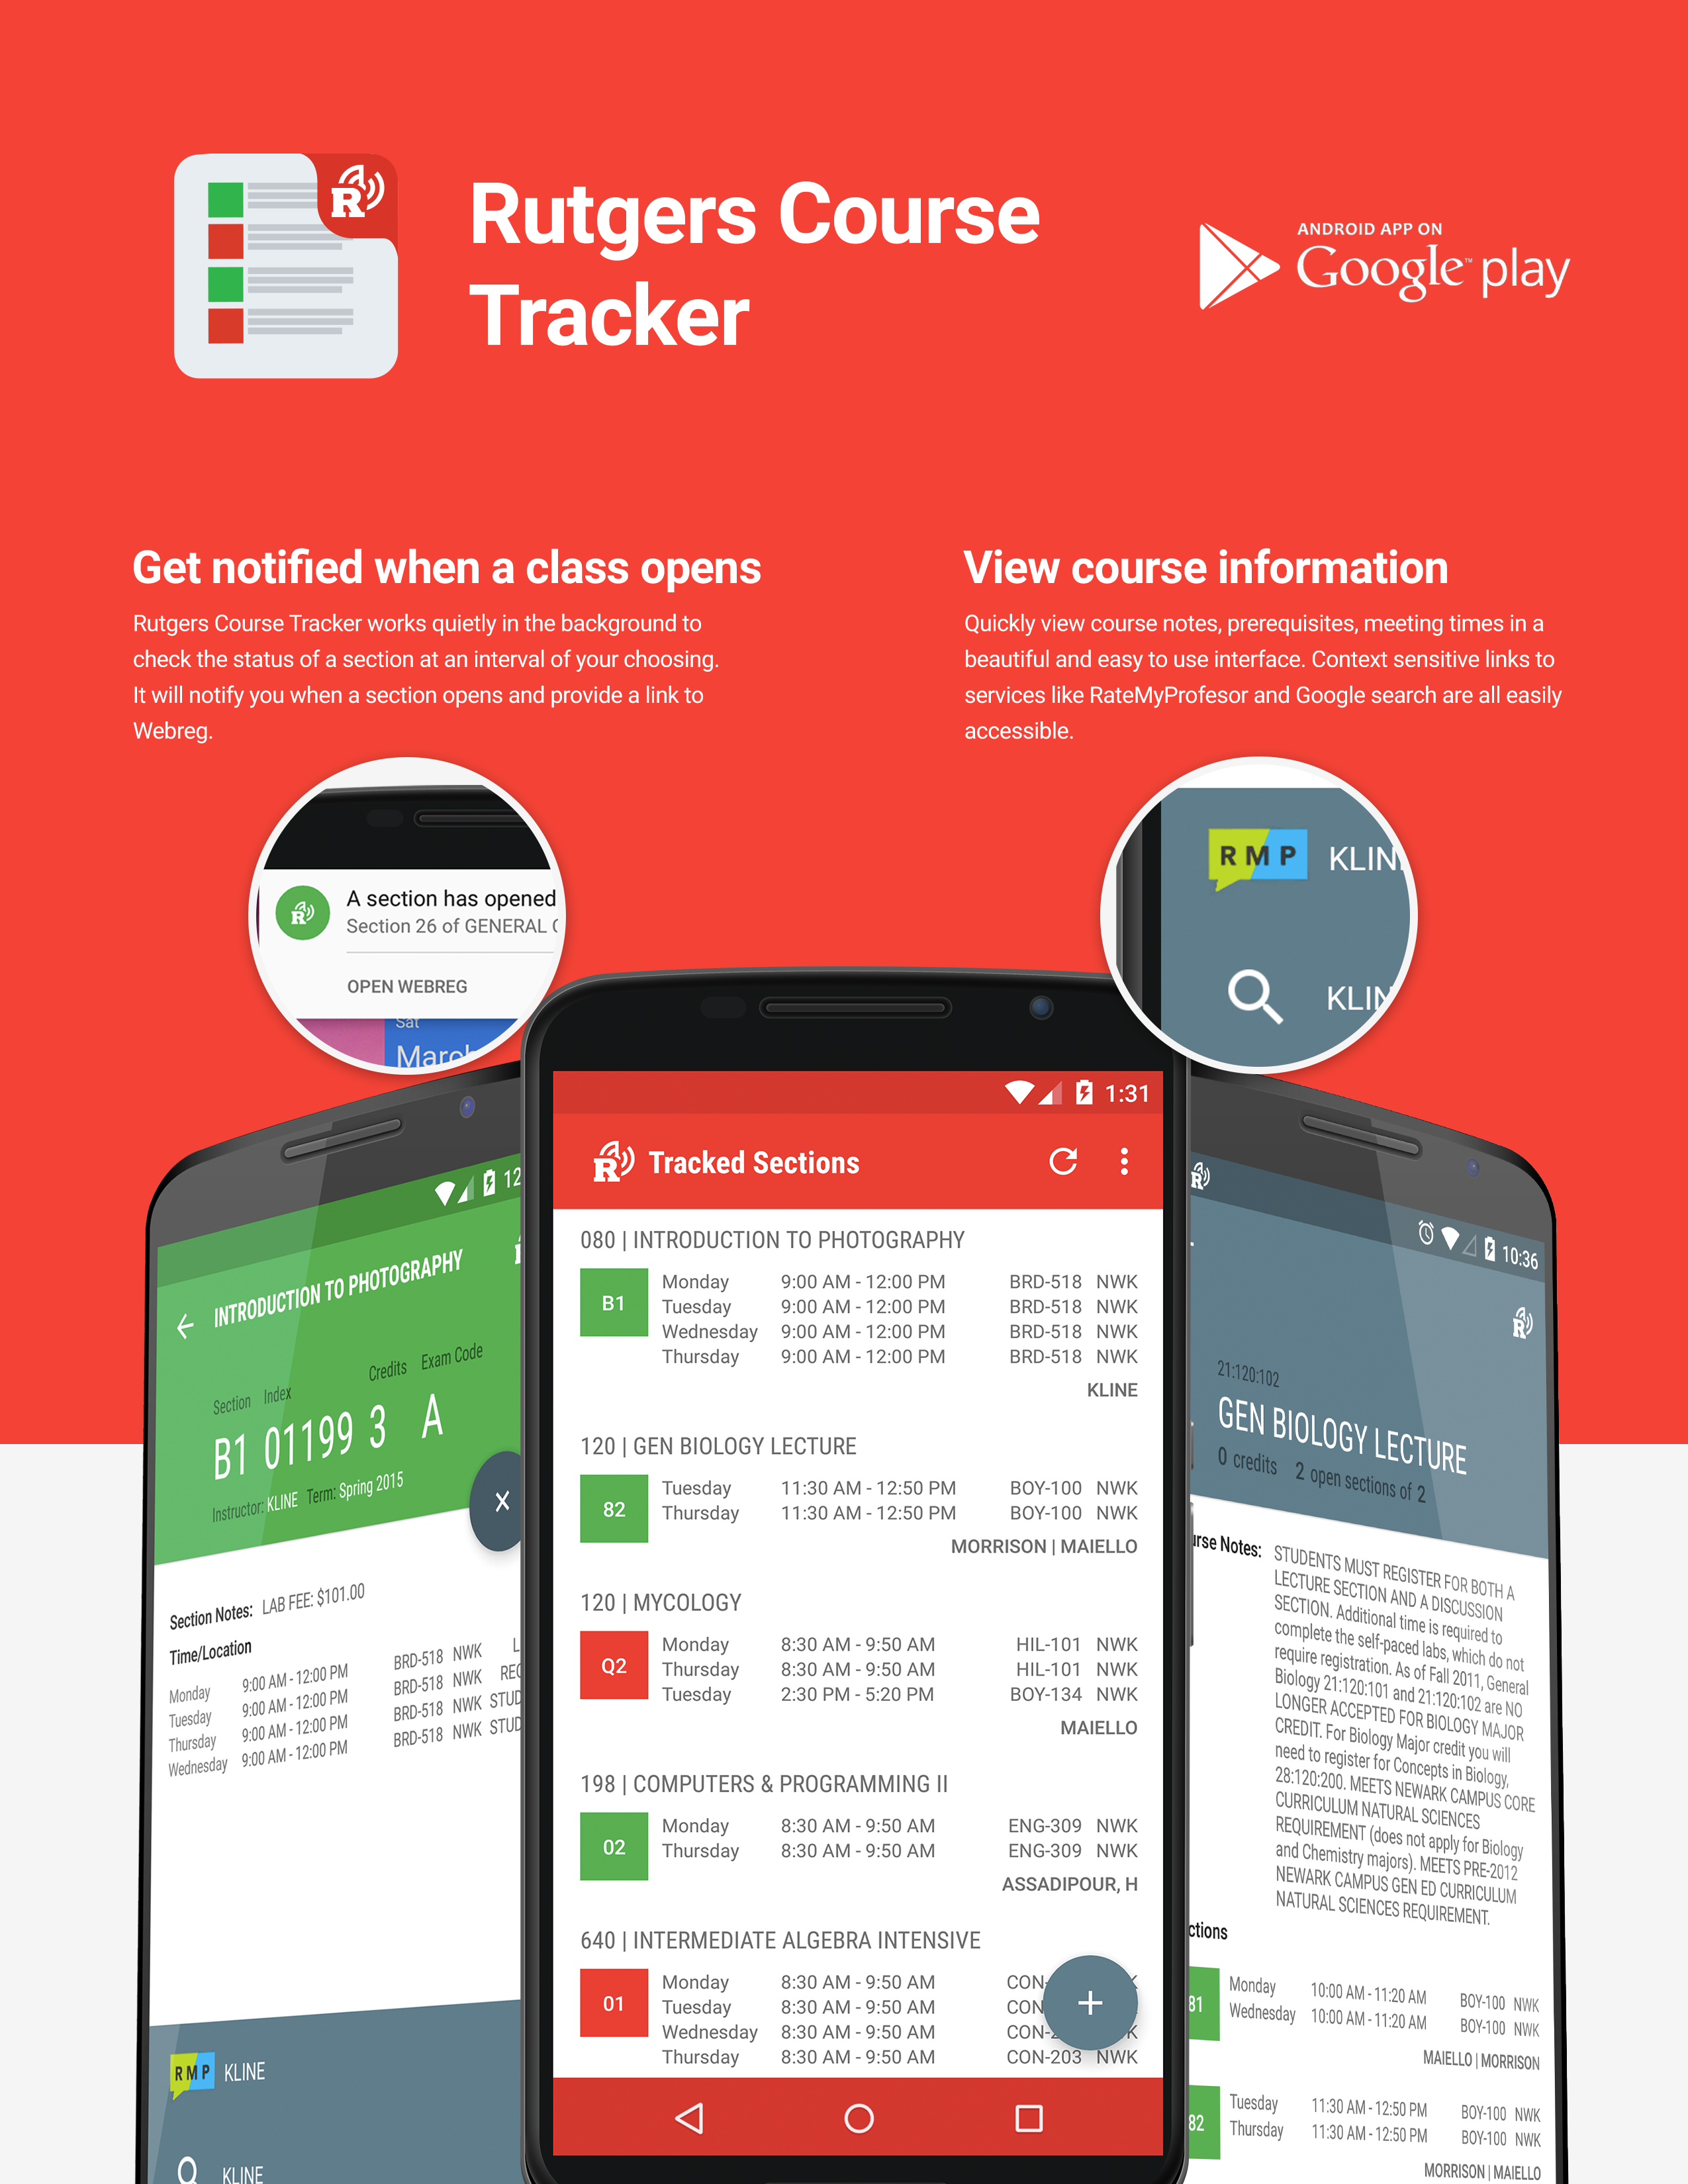 Rutgers Course
Tracker
ANDROID APP ON
Google™ play
Get notified when a class opens
Rutgers Course Tracker works quietly in the background to
check the status of a section at an interval of your choosing.
It will notify you when a section opens and provide a link to
Webreg.
View course information
Quickly view course notes, prerequisites, meeting times in a
beautiful and easy to use interface. Context sensitive links to
services like RateMyProfesor and Google search are all easily
accessible.
A section has opened
Section 26 of GENERAL
OPEN WEBREG
Sat
March
RMP KLIN
KLIN
12
INTRODUCTION TO PHOTOGRAPHY
Section Index Credits Exam Code
B1 01199 3 A
Instructor: KLINE Term: Spring 2015
Section Notes: LAB FEE: $101.00
Time/Location
Monday 9:00 AM - 12:00 PM BRD-518 NWK L
Tuesday 9:00 AM - 12:00 PM BRD-518 NWK REC
Thursday 9:00 AM - 12:00 PM BRD-518 NWK STUD
Wednesday 9:00 AM - 12:00 PM BRD-518 NWK STUD
RMP KLINE
KLINE
1:31
R Tracked Sections
080 | INTRODUCTION TO PHOTOGRAPHY
B1
Monday 9:00 AM - 12:00 PM BRD-518 NWK
Tuesday 9:00 AM - 12:00 PM BRD-518 NWK
Wednesday 9:00 AM - 12:00 PM BRD-518 NWK
Thursday 9:00 AM - 12:00 PM BRD-518 NWK
KLINE
120 | GEN BIOLOGY LECTURE
82
Tuesday 11:30 AM - 12:50 PM BOY-100 NWK
Thursday 11:30 AM - 12:50 PM BOY-100 NWK
MORRISON | MAIELLO
120 | MYCOLOGY
Q2
Monday 8:30 AM - 9:50 AM HIL-101 NWK
Thursday 8:30 AM - 9:50 AM HIL-101 NWK
Tuesday 2:30 PM - 5:20 PM BOY-134 NWK
MAIELLO
198 | COMPUTERS & PROGRAMMING II
02
Monday 8:30 AM - 9:50 AM ENG-309 NWK
Thursday 8:30 AM - 9:50 AM ENG-309 NWK
ASSADIPOUR, H
640 | INTERMEDIATE ALGEBRA INTENSIVE
01
Monday 8:30 AM - 9:50 AM CON-
Tuesday 8:30 AM - 9:50 AM CON
Wednesday 8:30 AM - 9:50 AM CON-2 K
Thursday 8:30 AM - 9:50 AM CON-203 NWK
10:36
21:120:102
GEN BIOLOGY LECTURE
0 credits 2 open sections of 2
urse Notes: STUDENTS MUST REGISTER FOR BOTH A
LECTURE SECTION AND A DISCUSSION
SECTION. Additional time is required to
complete the self-paced labs, which do not
require registration. As of Fall 2011, General
Biology 21:120:101 and 21:120:102 are NO
LONGER ACCEPTED FOR BIOLOGY MAJOR
CREDIT. For Biology Major credit you will
need to register for Concepts in Biology,
28:120:200. MEETS NEWARK CAMPUS CORE
CURRICULUM NATURAL SCIENCES
REQUIREMENT (does not apply for Biology
and Chemistry majors). MEETS PRE-2012
NEWARK CAMPUS GEN ED CURRICULUM
NATURAL SCIENCES REQUIREMENT.
ctions
81
Monday 10:00 AM - 11:20 AM BOY-100 NWK
Wednesday 10:00 AM - 11:20 AM BOY-100 NWK
MAIELLO | MORRISON
82
Tuesday 11:30 AM - 12:50 PM BOY-100 NWK
Thursday 11:30 AM - 12:50 PM BOY-100 NWK
MORRISON | MAIELLO